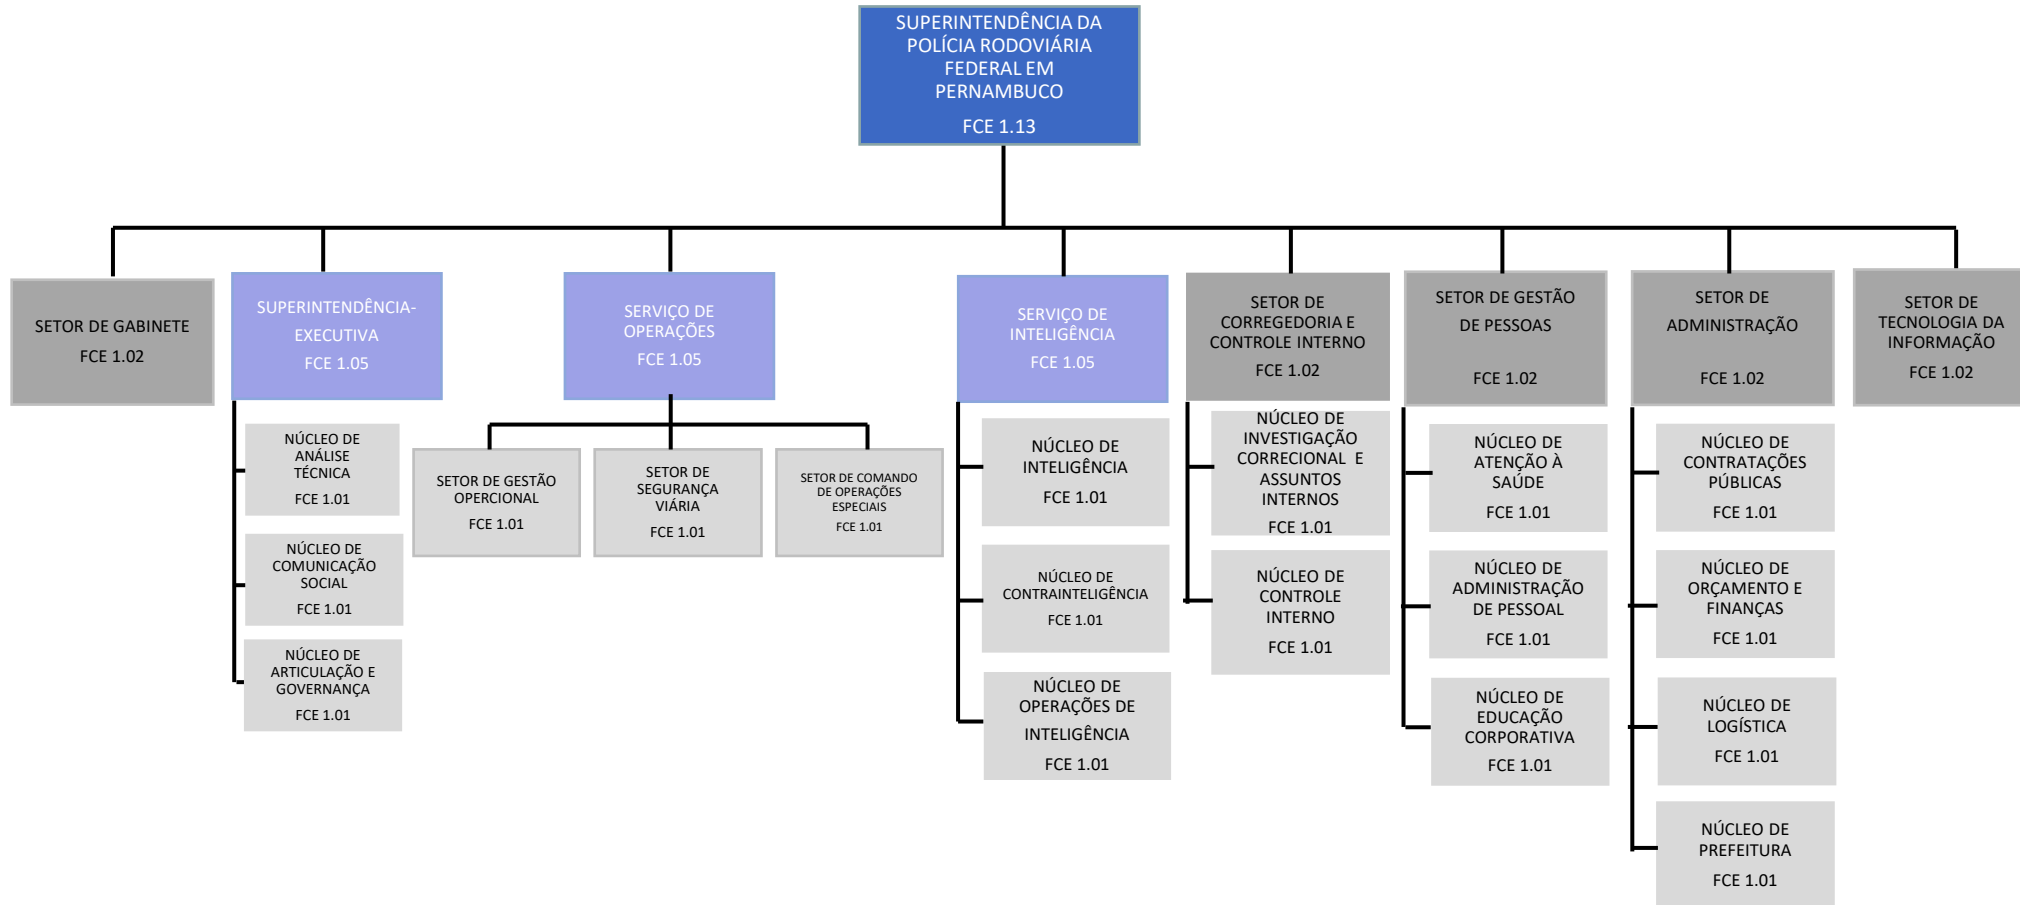 SUPERINTENDÊNCIA DA
POLÍCIA RODOVIÁRIA
FEDERAL EM
PERNAMBUCO
FCE 1.13
SETOR DE GABINETE
FCE 1.02
SUPERINTENDÊNCIA-
EXECUTIVA
FCE 1.05
NÚCLEO DE
ANÁLISE
TÉCNICA
FCE 1.01
NÚCLEO DE
COMUNICAÇÃO
SOCIAL
FCE 1.01
NÚCLEO DE
ARTICULAÇÃO E
GOVERNANÇA
FCE 1.01
SERVIÇO DE
OPERAÇÕES
FCE 1.05
SETOR DE GESTÃO
OPERCIONAL
FCE 1.01
SETOR DE
SEGURANÇA
VIÁRIA
FCE 1.01
SETOR DE COMANDO
DE OPERAÇÕES
ESPECIAIS
FCE 1.01
SERVIÇO DE
INTELIGÊNCIA
FCE 1.05
NÚCLEO DE
INTELIGÊNCIA
FCE 1.01
NÚCLEO DE
CONTRAINTELIGÊNCIA
FCE 1.01
NÚCLEO DE
OPERAÇÕES DE
INTELIGÊNCIA
FCE 1.01
SETOR DE
CORREGEDORIA E
CONTROLE INTERNO
FCE 1.02
NÚCLEO DE
INVESTIGAÇÃO
CORRECIONAL E
ASSUNTOS
INTERNOS
FCE 1.01
NÚCLEO DE
CONTROLE
INTERNO
FCE 1.01
SETOR DE GESTÃO
DE PESSOAS
FCE 1.02
NÚCLEO DE
ATENÇÃO À
SAÚDE
FCE 1.01
NÚCLEO DE
ADMINISTRAÇÃO
DE PESSOAL
FCE 1.01
NÚCLEO DE
EDUCAÇÃO
CORPORATIVA
FCE 1.01
SETOR DE
ADMINISTRAÇÃO
FCE 1.02
NÚCLEO DE
CONTRATAÇÕES
PÚBLICAS
FCE 1.01
NÚCLEO DE
ORÇAMENTO E
FINANÇAS
FCE 1.01
NÚCLEO DE
LOGÍSTICA
FCE 1.01
NÚCLEO DE
PREFEITURA
FCE 1.01
SETOR DE
TECNOLOGIA DA
INFORMAÇÃO
FCE 1.02